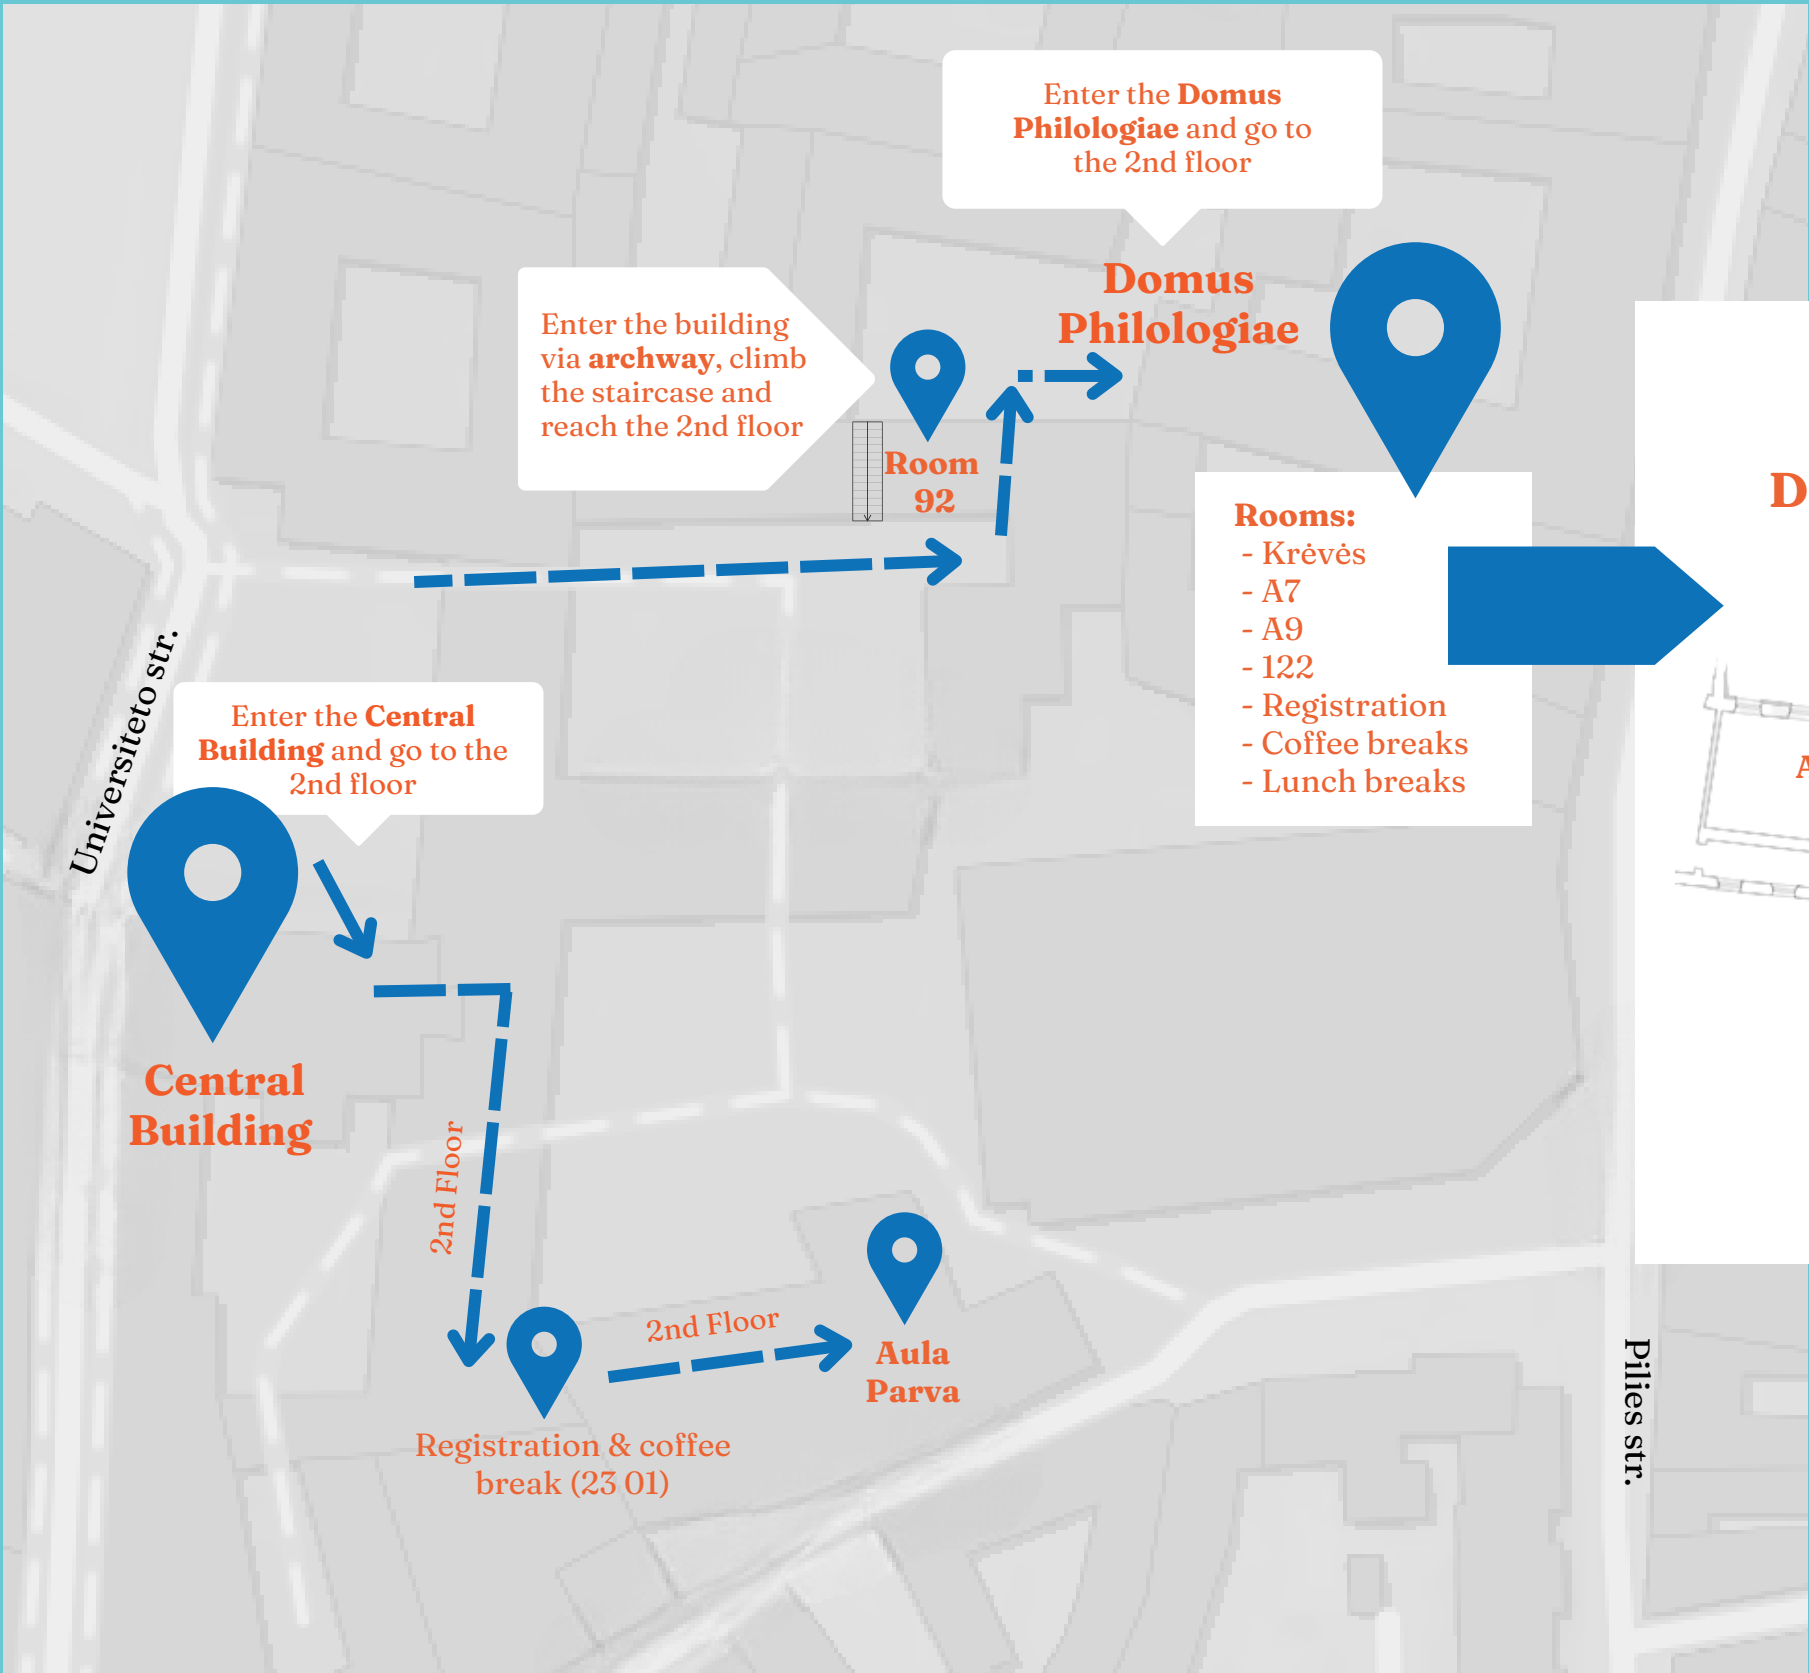 Enter the Domus
Philologiae and go to
the 2nd floor
Domus
Philologiae
Enter the building
via archway, climb
the staircase and
reach the 2nd floor
Room
92
Rooms:
- Krėvės
- A7
- A9
- 122
- Registration
- Coffee breaks
- Lunch breaks
D
Universiteto str.
Enter the Central
Building and go to the
2nd floor
Central
Building
2nd Floor
2nd Floor
Aula
Parva
Registration & coffee
break (23 01)
Pilies str.